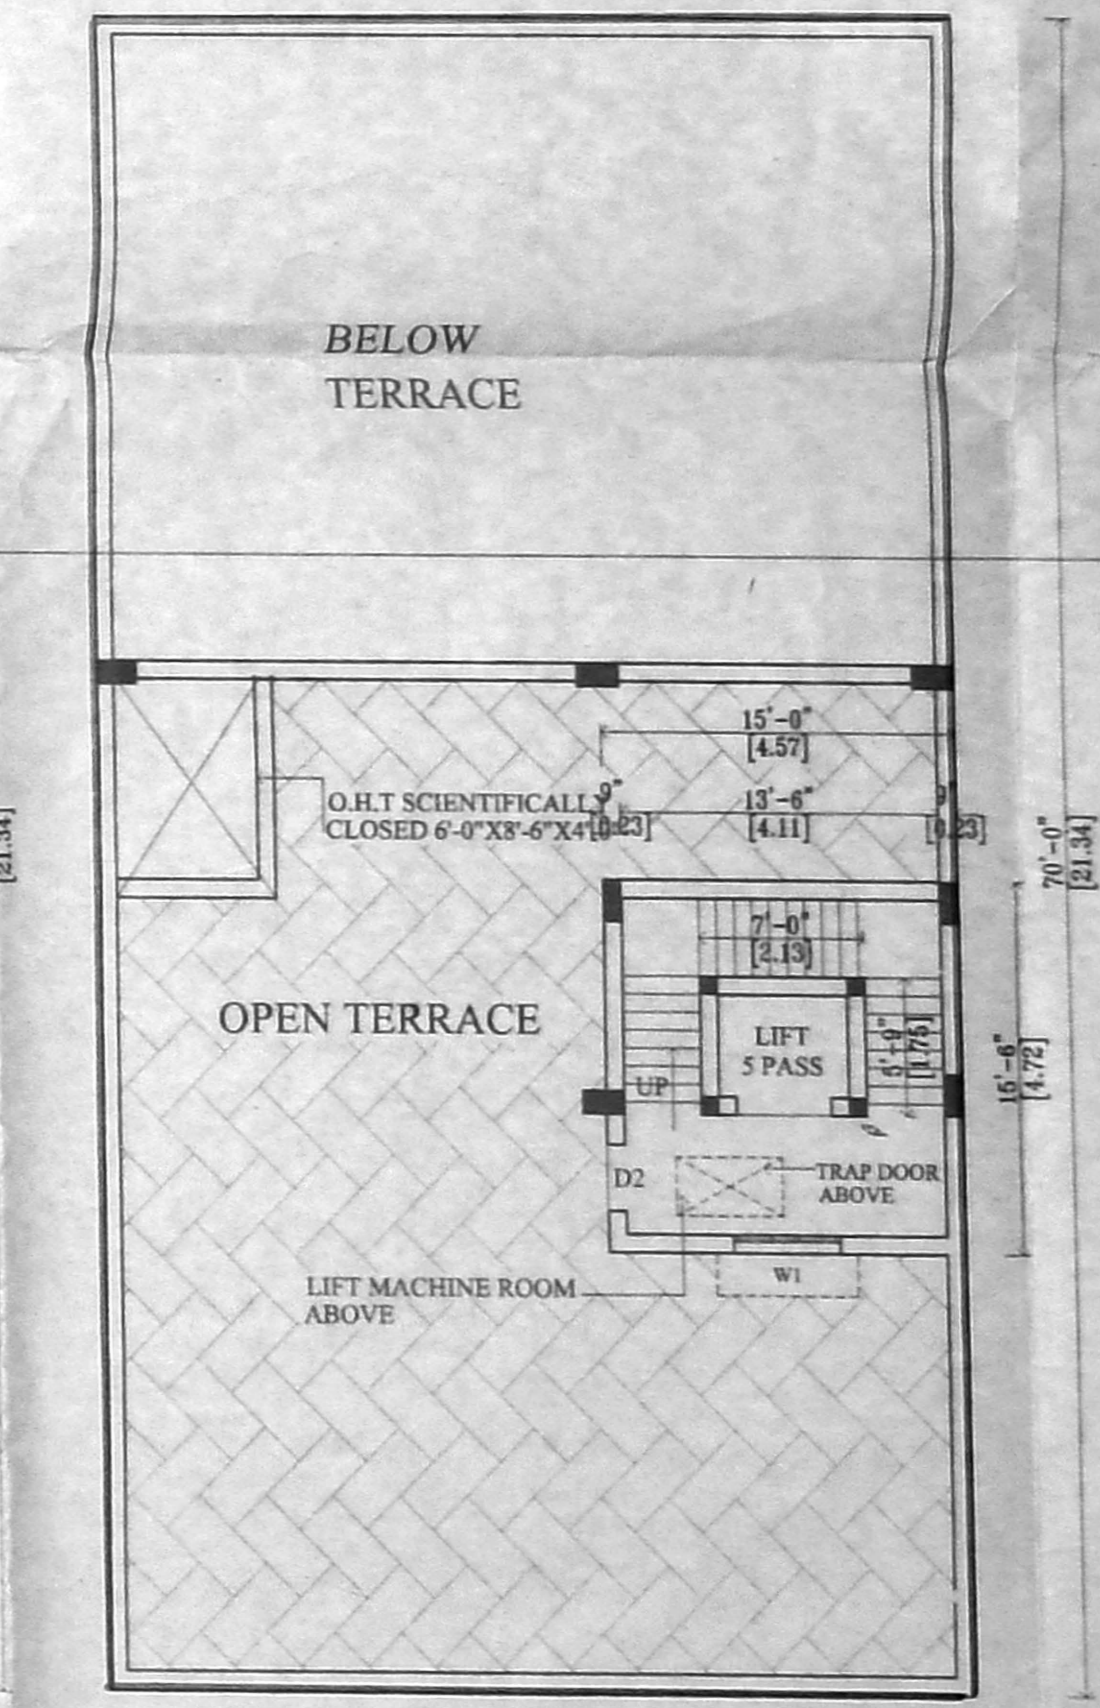 BELOW
TERRACE
15'-0"
[4.57]
O.H.T SCIENTIFICALLY
CLOSED 6'-0"X8'-6"X4'
9"
[0.23]
13'-6"
[4.11]
9"
[0.23]
70'-0"
[21.34]
21.34]
7'-0"
[2.13]
OPEN TERRACE
LIFT
5 PASS
5'-9"
[1.75]
15'-6"
[4.72]
UP
D2
TRAP DOOR
ABOVE
W1
LIFT MACHINE ROOM
ABOVE